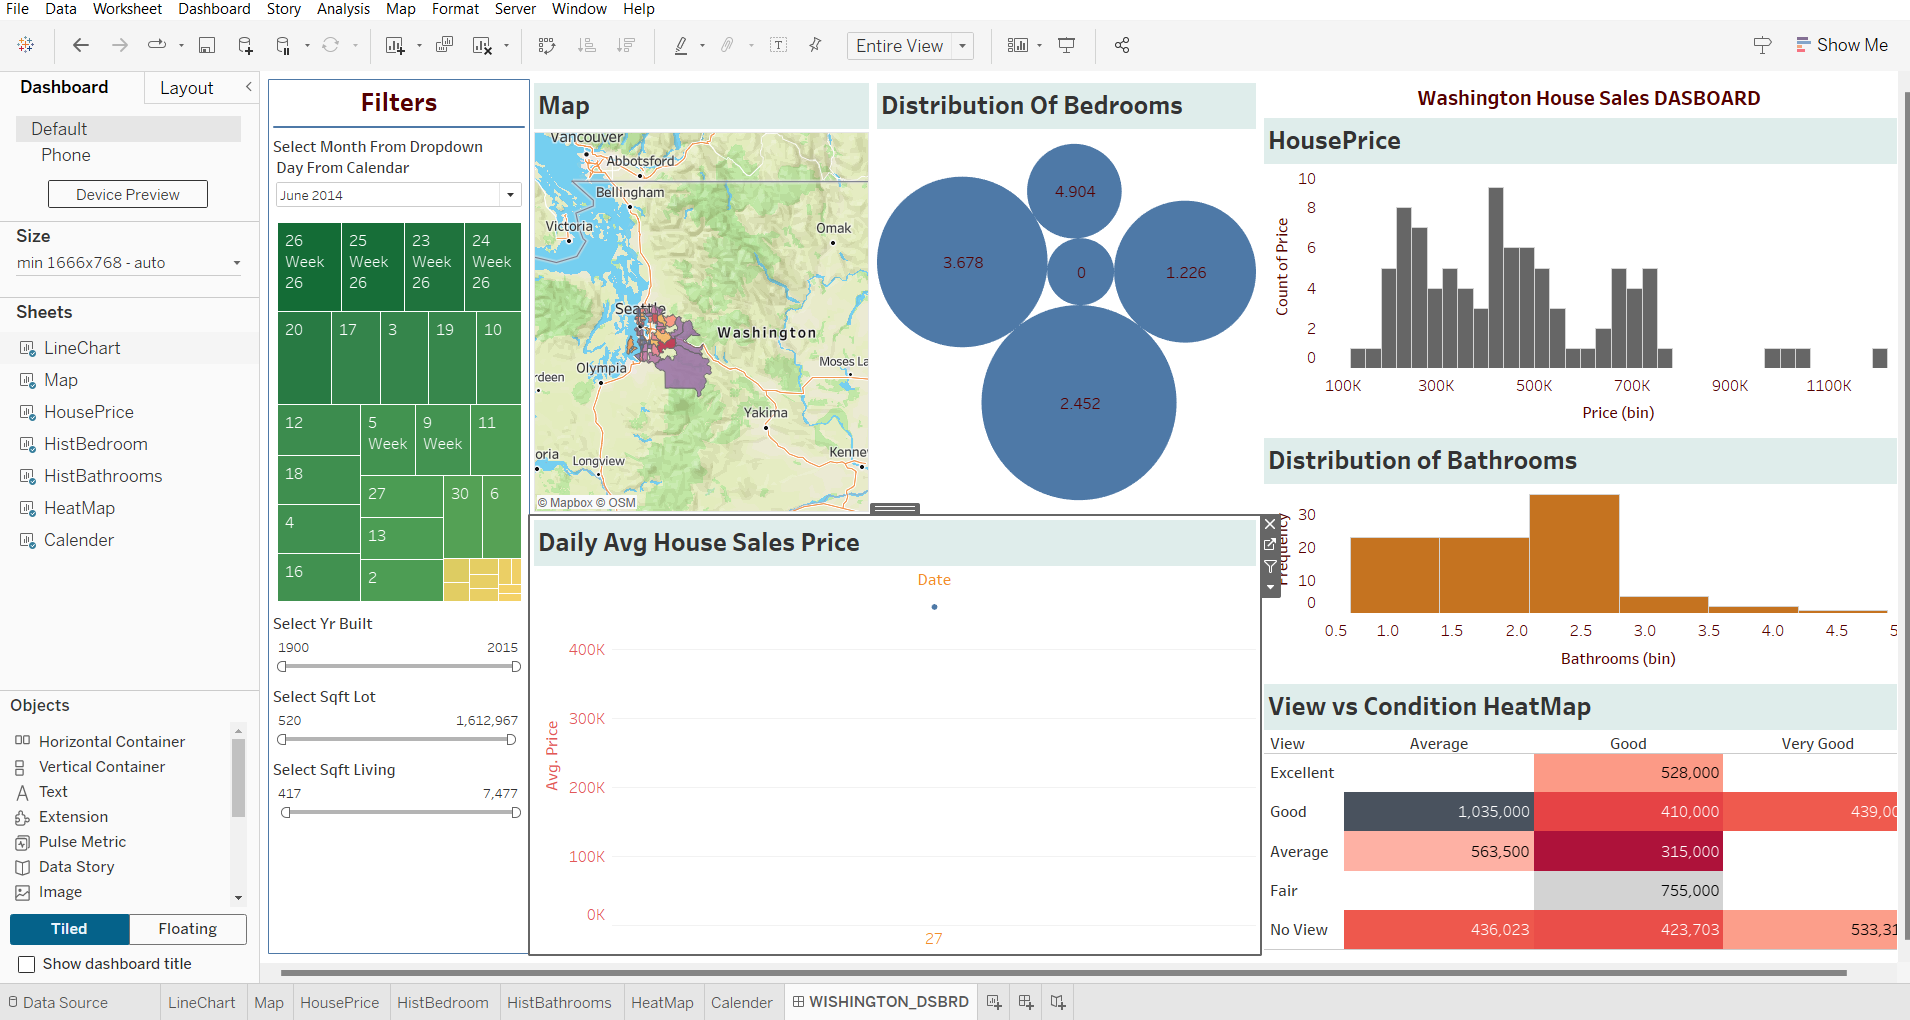 File Data Worksheet Dashboard Story Analysis Map Format Server Window Help
Entire View
Show Me
Dashboard
Layout
Default
Phone
Device Preview
Size
min 1666x768 - auto
Sheets
LineChart
Map
HousePrice
HistBedroom
HistBathrooms
HeatMap
Calender
Objects
Horizontal Container
Vertical Container
Text
Extension
Pulse Metric
Data Story
Image
Tiled
Floating
Show dashboard title
Filters
Select Month From Dropdown
Day From Calendar
June 2014
26
Week
26
25
Week
26
23
Week
26
24
Week
26
20
17
3
19
10
12
5
Week
9
Week
11
18
27
30
6
4
13
16
2
Select Yr Built
1900 2015
Select Sqft Lot
520 1,612,967
Select Sqft Living
417 7,477
Map
Vancouver
Abbotsford
Bellingham
Victoria
Omak
Seattle
Washington
Olympia
Moses La
rdeen
Yakima
oria
Longview
Kenne
© Mapbox © OSM
Distribution Of Bedrooms
4.904
3.678
0
1.226
2.452
Daily Avg House Sales Price
Date
400K
300K
200K
100K
0K
Avg. Price
27
Washington House Sales DASBOARD
HousePrice
10
8
6
4
2
0
Count of Price
100K 300K 500K 700K 900K 1100K
Price (bin)
Distribution of Bathrooms
30
20
10
0
Frequency
0.5 1.0 1.5 2.0 2.5 3.0 3.5 4.0 4.5 5
Bathrooms (bin)
View vs Condition HeatMap
View Average Good Very Good
Excellent 528,000
Good 1,035,000 410,000 439,00
Average 563,500 315,000
Fair 755,000
No View 436,023 423,703 533,31
Data Source LineChart Map HousePrice HistBedroom HistBathrooms HeatMap Calender WISHINGTON_DSBRD